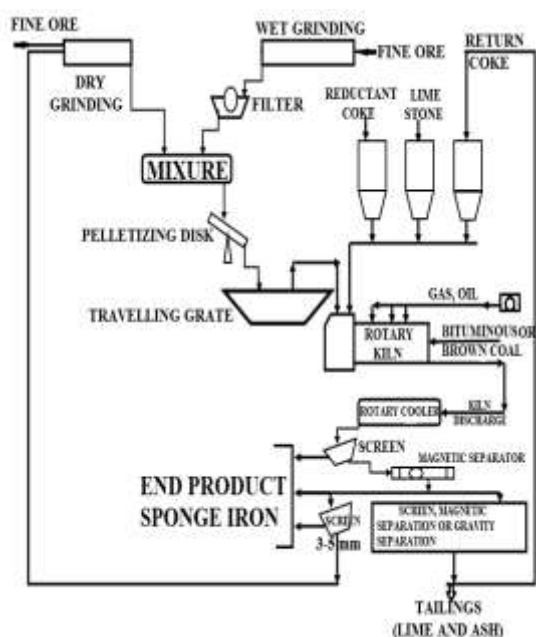 FINE ORE
WET GRINDING
FINE ORE
RETURN
COKE
DRY
GRINDING
FILTER
REDUCTANT
COKE
LIME
STONE
MIXURE
PELLETIZING DISK
TRAVELLING GRATE
GAS, OIL
ROTARY
KILN
BITUMINOUSOR
BROWN COAL
ROTARY COOLER
KILN
DISCHARGE
SCREEN
MAGNETIC SEPARATOR
END PRODUCT
SPONGE IRON
SCREEN
3-5 mm
SCREEN, MAGNETIC
SEPARATION OR GRAVITY
SEPARATION
TAILINGS
(LIME AND ASH)